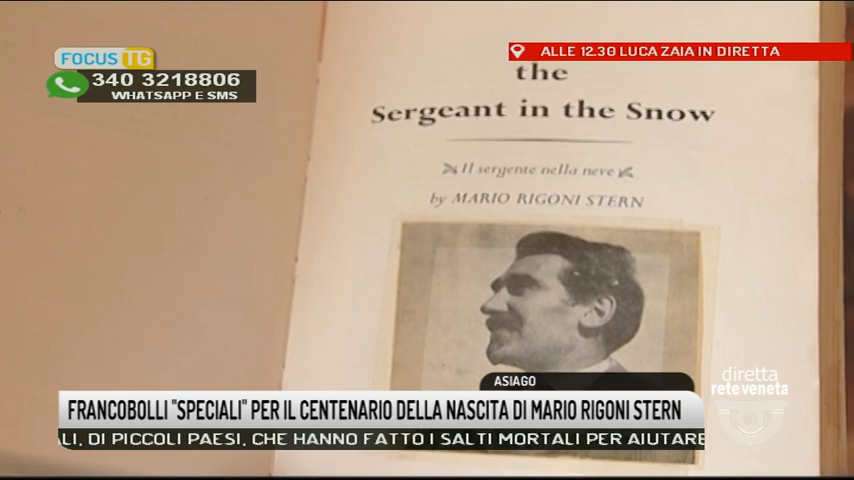 FOCUS TG
340 3218806
WHATSAPP E SMS
ALLE 12.30 LUCA ZAIA IN DIRETTA
the
Sergeant in the Snow
Il sergente nella neve
by MARIO RIGONI STERN
ASIAGO
FRANCOBOLLI "SPECIALI" PER IL CENTENARIO DELLA NASCITA DI MARIO RIGONI STERN
diretta
reteveneta
LI, DI PICCOLI PAESI, CHE HANNO FATTO I SALTI MORTALI PER AIUTARE